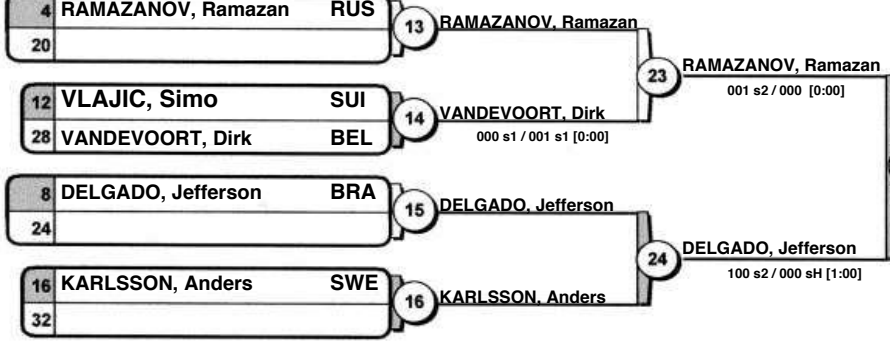 4 RAMAZANOV, Ramazan RUS
20
13
RAMAZANOV, Ramazan
12 VLAJIC, Simo SUI
28 VANDEVOORT, Dirk BEL
14
VANDEVOORT, Dirk
000 s1 / 001 s1 [0:00]
23
RAMAZANOV, Ramazan
001 s2 / 000 [0:00]
8 DELGADO, Jefferson BRA
24
15
DELGADO, Jefferson
16 KARLSSON, Anders SWE
32
16
KARLSSON, Anders
24
DELGADO, Jefferson
100 s2 / 000 sH [1:00]